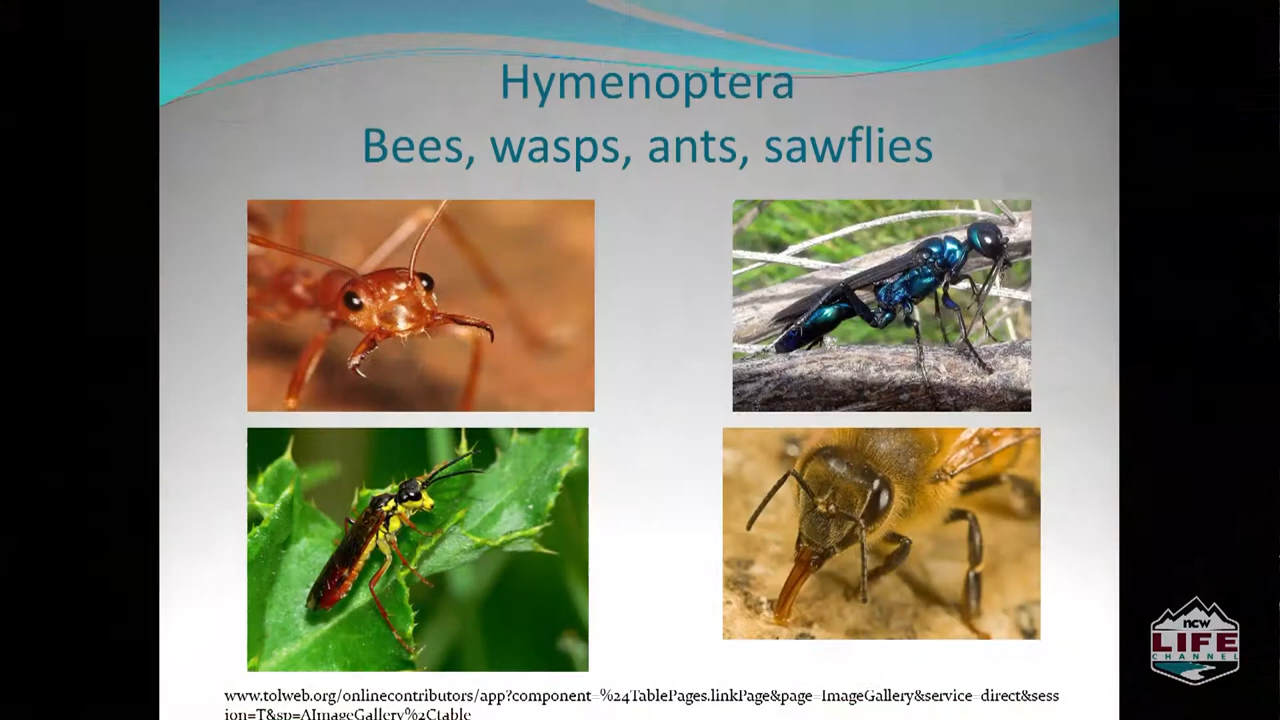 Hymenoptera
Bees, wasps, ants, sawflies
www.tolweb.org/onlinecontributors/app?component=%24TablePages.linkPage&page=ImageGallery&service=direct&sess
ion=T&sp=AImageGallery%2Ctable
ncw
LIFE
CHANNEL